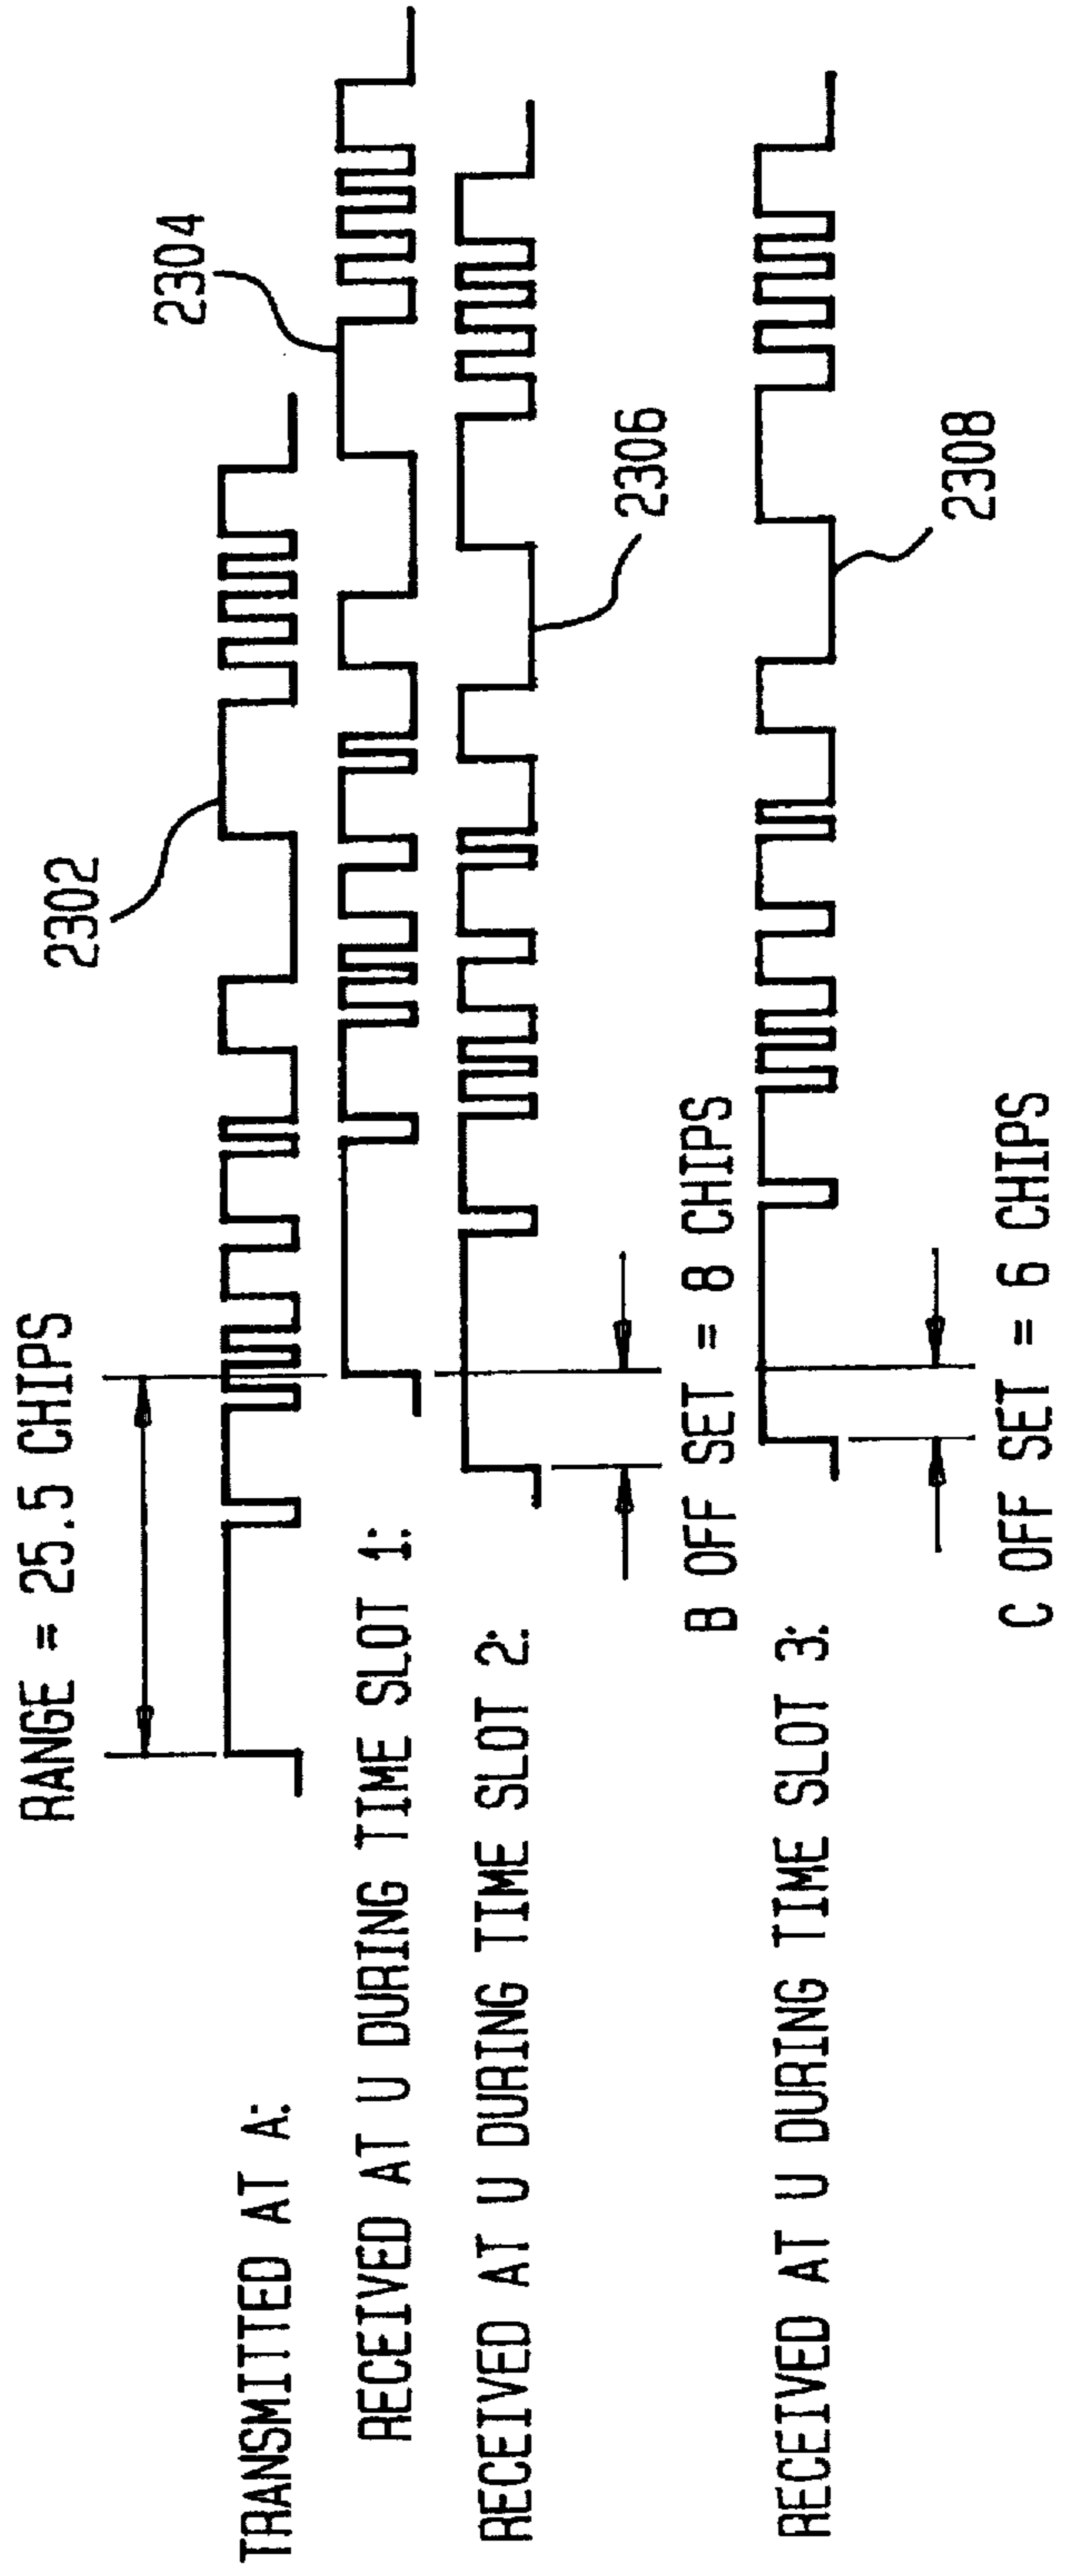 RANGE = 25.5 CHIPS
2302
TRANSMITTED AT A:
2304
RECEIVED AT U DURING TIME SLOT 1:
RECEIVED AT U DURING TIME SLOT 2:
2306
B OFF SET = 8 CHIPS
RECEIVED AT U DURING TIME SLOT 3:
2308
C OFF SET = 6 CHIPS